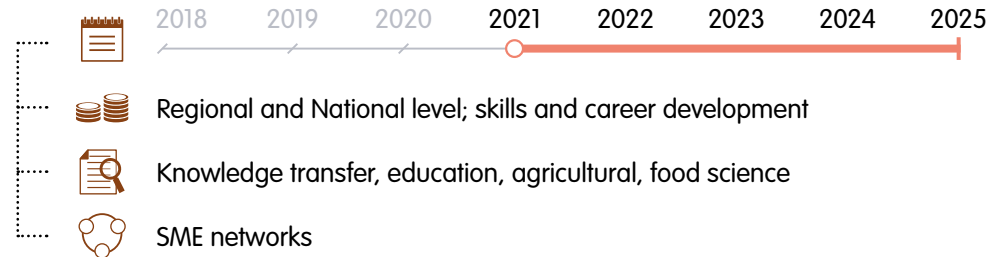 2018 2019 2020 2021 2022 2023 2024 2025
Regional and National level; skills and career development
Knowledge transfer, education, agricultural, food science
SME networks